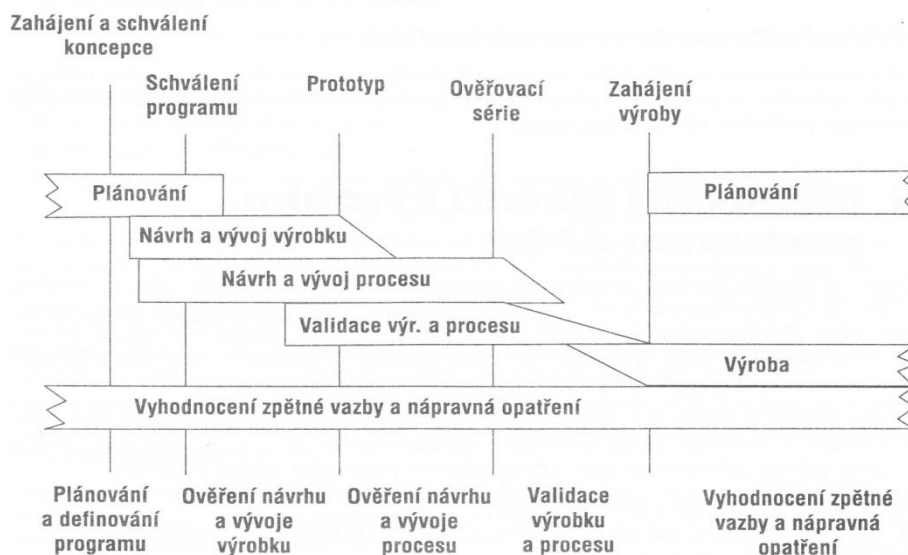 Zahájení a schválení
koncepce
Schválení
programu
Prototyp
Ověřovací
série
Zahájení
výroby
Plánování
Plánování
Návrh a vývoj výrobku
Návrh a vývoj procesu
Validace výr. a procesu
Výroba
Vyhodnocení zpětné vazby a nápravná opatření
Plánování
a definování
programu
Ověření návrhu
a vývoje
výrobku
Ověření návrhu
a vývoje
procesu
Validace
výrobku
a procesu
Vyhodnocení zpětné
vazby a nápravná
opatření